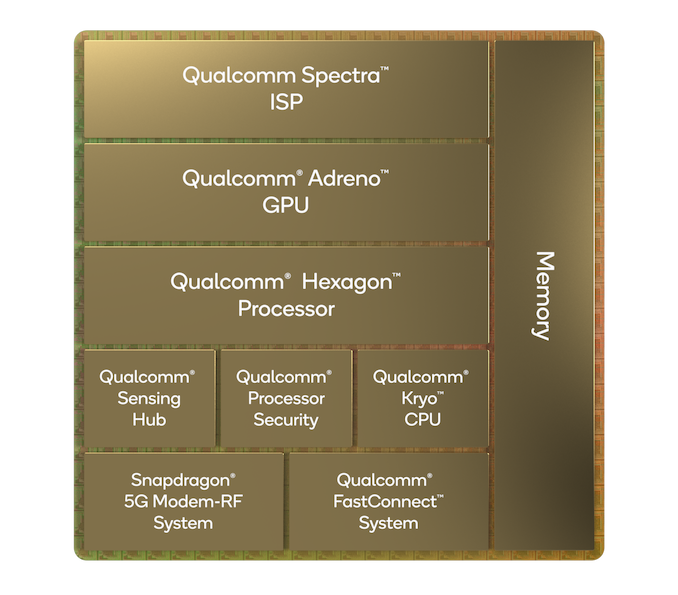 Qualcomm Spectra™
ISP
Qualcomm® Adreno™
GPU
Qualcomm® Hexagon™
Processor
Qualcomm®
Sensing
Hub
Qualcomm®
Processor
Security
Qualcomm®
Kryo™
CPU
Snapdragon®
5G Modem-RF
System
Qualcomm®
FastConnect™
System
Memory